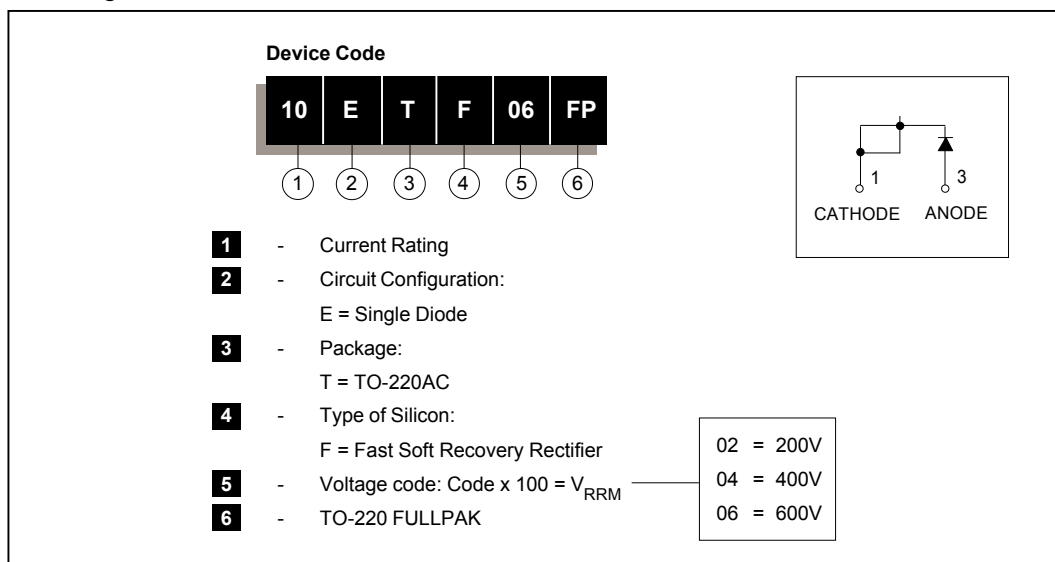 Device Code
10 E T F 06 FP
1 2 3 4 5 6
1 3
CATHODE ANODE
1 - Current Rating
2 - Circuit Configuration:
E = Single Diode
3 - Package:
T = TO-220AC
4 - Type of Silicon:
F = Fast Soft Recovery Rectifier
5 - Voltage code: Code x 100 = VRRM
6 - TO-220 FULLPAK
02 = 200V
04 = 400V
06 = 600V